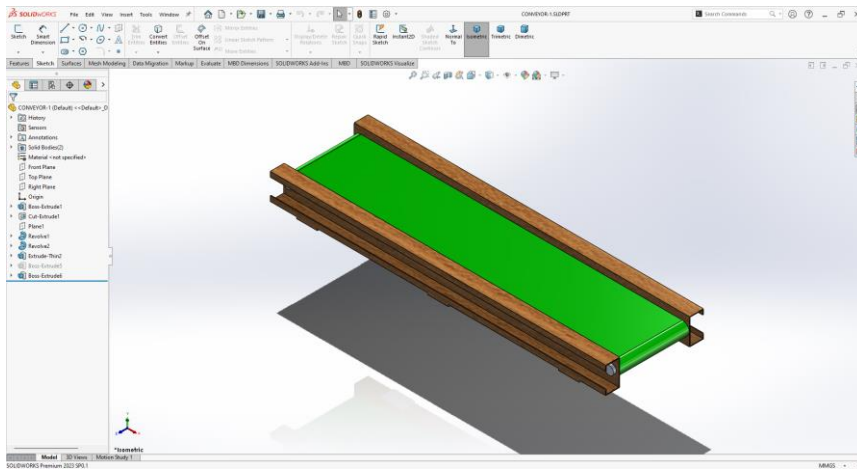 SOLIDWORKS File Edit View Insert Tools Window
CONVEYOR-1.SLDPRT
Search Commands
Sketch
Smart Dimension
Convert Entities
Offset Entities
Offset On Surface
Mirror Entities
Linear Sketch Pattern
Move Entities
Display/Delete Relations
Repair Sketch
Quick Snaps
Rapid Sketch
Instant2D
Shaded Sketch Contours
Normal To
Isometric
Trimetric
Dimetric
Features Sketch Surfaces Mesh Modeling Data Migration Markup Evaluate MBD Dimensions SOLIDWORKS Add-Ins MBD SOLIDWORKS Visualize
CONVEYOR-1 (Default) <<Default>_D
History
Sensors
Annotations
Solid Bodies(2)
Material <not specified>
Front Plane
Top Plane
Right Plane
Origin
Boss-Extrude1
Cut-Extrude1
Plane1
Revolve1
Revolve2
Extrude-Thin2
Boss-Extrude5
Boss-Extrude6
*Isometric
Model 3D Views Motion Study 1
SOLIDWORKS Premium 2023 SP0.1
MMGS